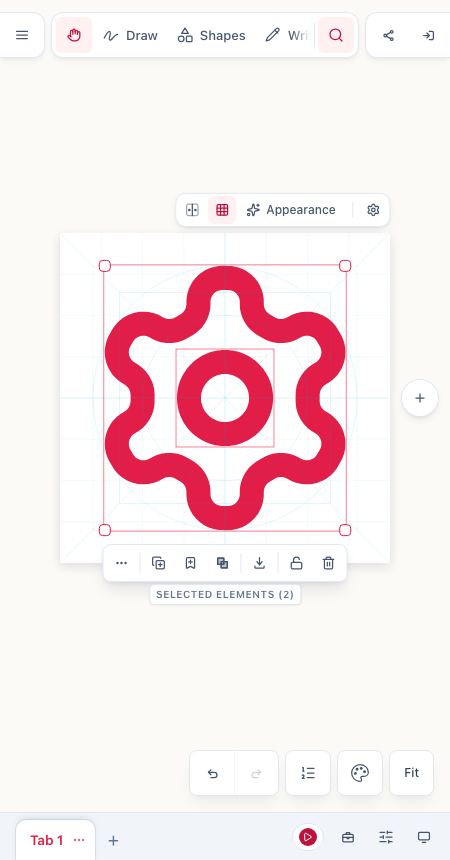 Draw
Shapes
Wri
Appearance
SELECTED ELEMENTS (2)
Fit
Tab 1